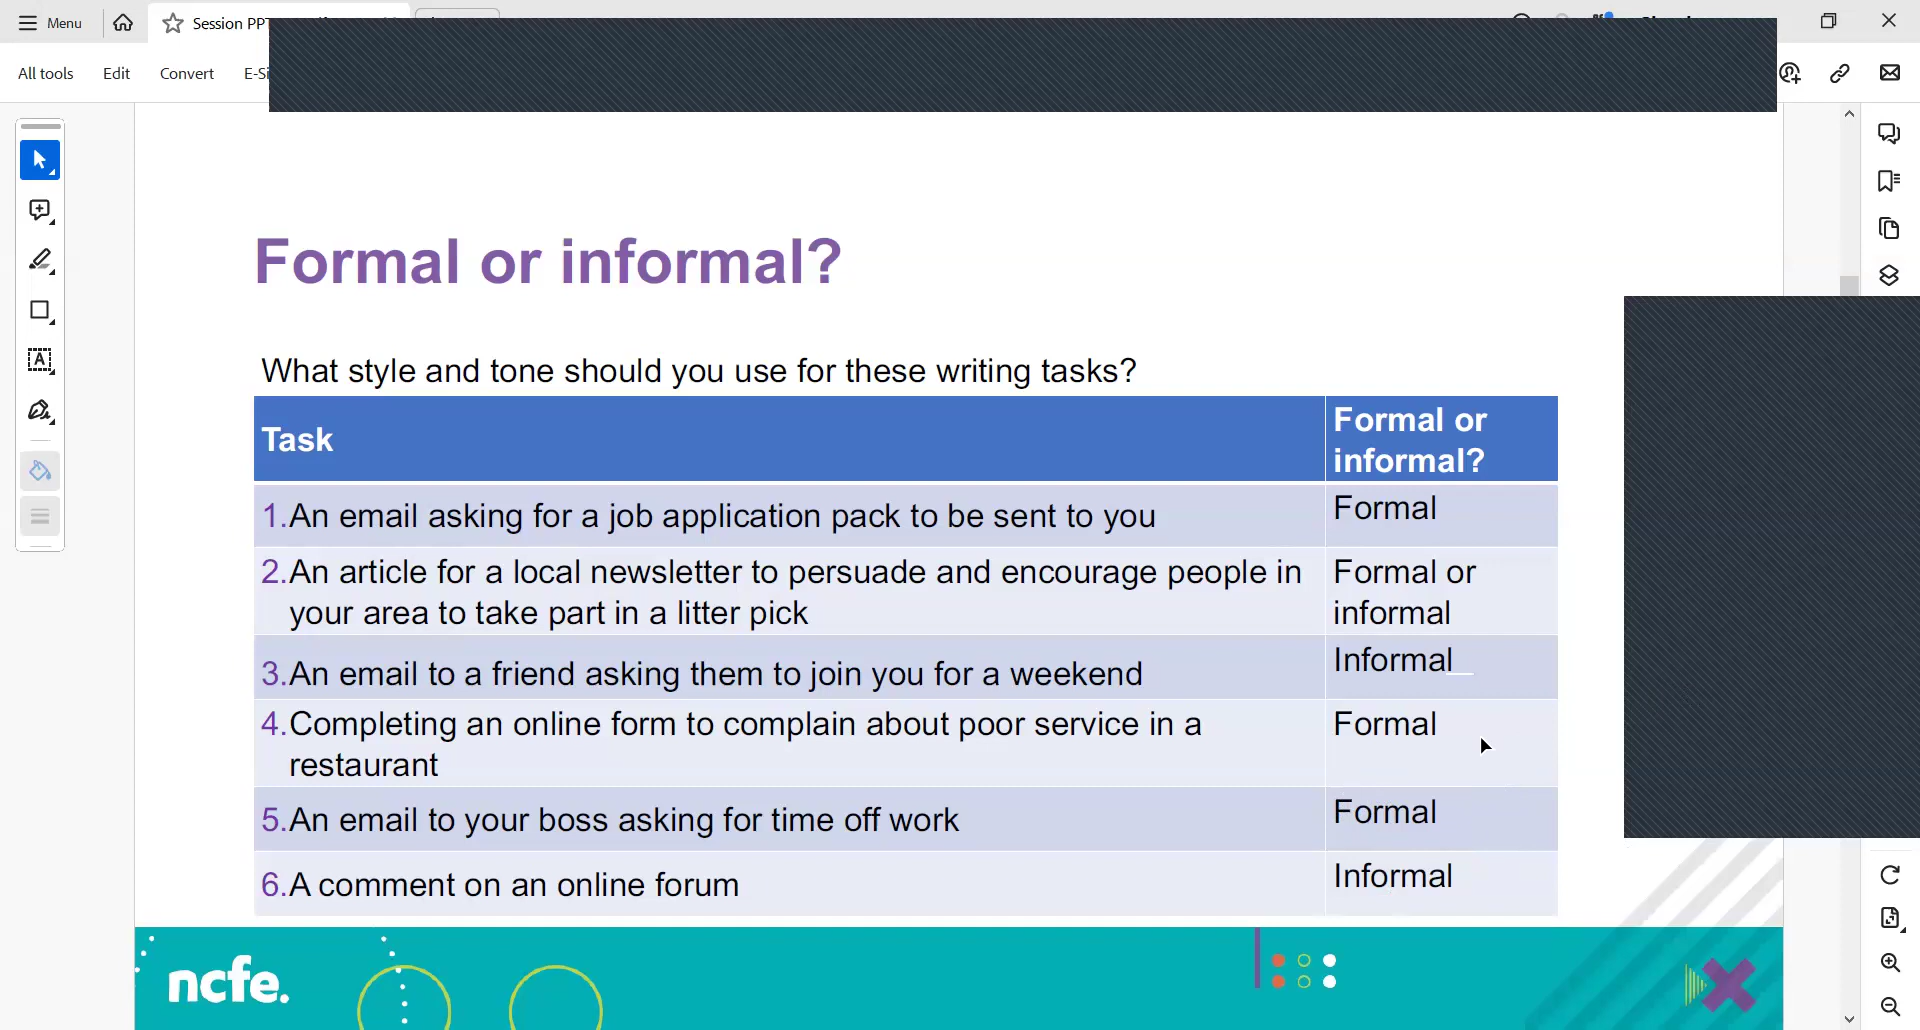 Menu
Session PPT
All tools Edit Convert E-Si
Formal or informal?
What style and tone should you use for these writing tasks?
Task
Formal or
informal?
1.An email asking for a job application pack to be sent to you
Formal
2.An article for a local newsletter to persuade and encourage people in
your area to take part in a litter pick
Formal or
informal
3.An email to a friend asking them to join you for a weekend
Informal
4.Completing an online form to complain about poor service in a
restaurant
Formal
5.An email to your boss asking for time off work
Formal
6.A comment on an online forum
Informal
ncfe.